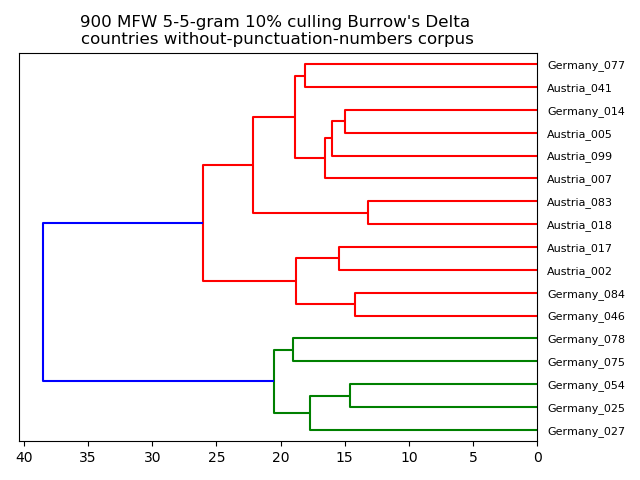 900 MFW 5-5-gram 10% culling Burrow's Delta
countries without-punctuation-numbers corpus
Germany_077
Austria_041
Germany_014
Austria_005
Austria_099
Austria_007
Austria_083
Austria_018
Austria_017
Austria_002
Germany_084
Germany_046
Germany_078
Germany_075
Germany_054
Germany_025
Germany_027
40 35 30 25 20 15 10 5 0